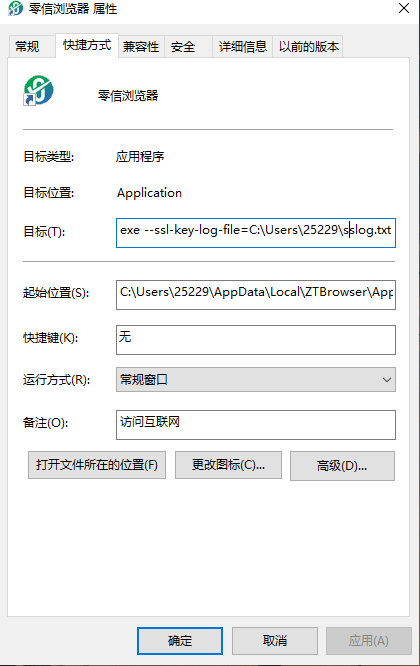 零信浏览器 属性
常规 快捷方式 兼容性 安全 详细信息 以前的版本
零信浏览器
目标类型: 应用程序
目标位置: Application
目标(T): exe --ssl-key-log-file=C:\Users\25229\sslog.txt
起始位置(S): C:\Users\25229\AppData\Local\ZTBrowser\App
快捷键(K): 无
运行方式(R): 常规窗口
备注(O): 访问互联网
打开文件所在的位置(F) 更改图标(C)... 高级(D)...
确定 取消 应用(A)